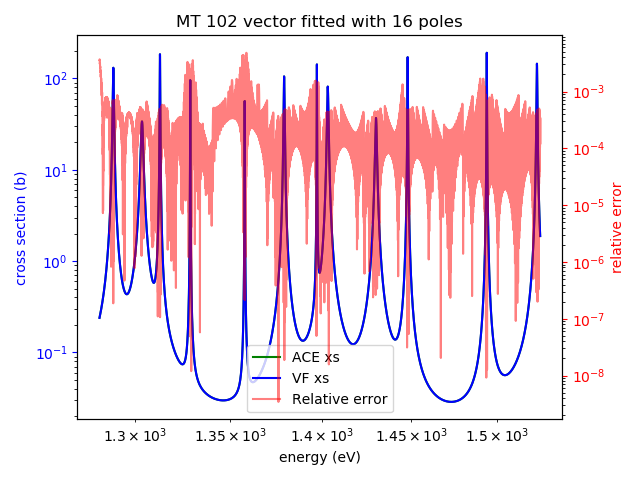 MT 102 vector fitted with 16 poles
cross section (b)
10²
10¹
10⁰
10⁻¹
10⁻³
10⁻⁴
10⁻⁵
10⁻⁶
10⁻⁷
10⁻⁸
relative error
ACE xs
VF xs
Relative error
1.3 × 10³ 1.35 × 10³ 1.4 × 10³ 1.45 × 10³ 1.5 × 10³
energy (eV)